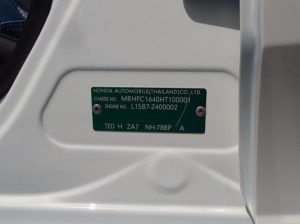 HONDA AUTOMOBILE(THAILAND)CO.,LTD
CHASSIS NO. MRHFC1640HT100001
ENGINE NO. L15B7-2400002
TED H ZA7 NH-788P A